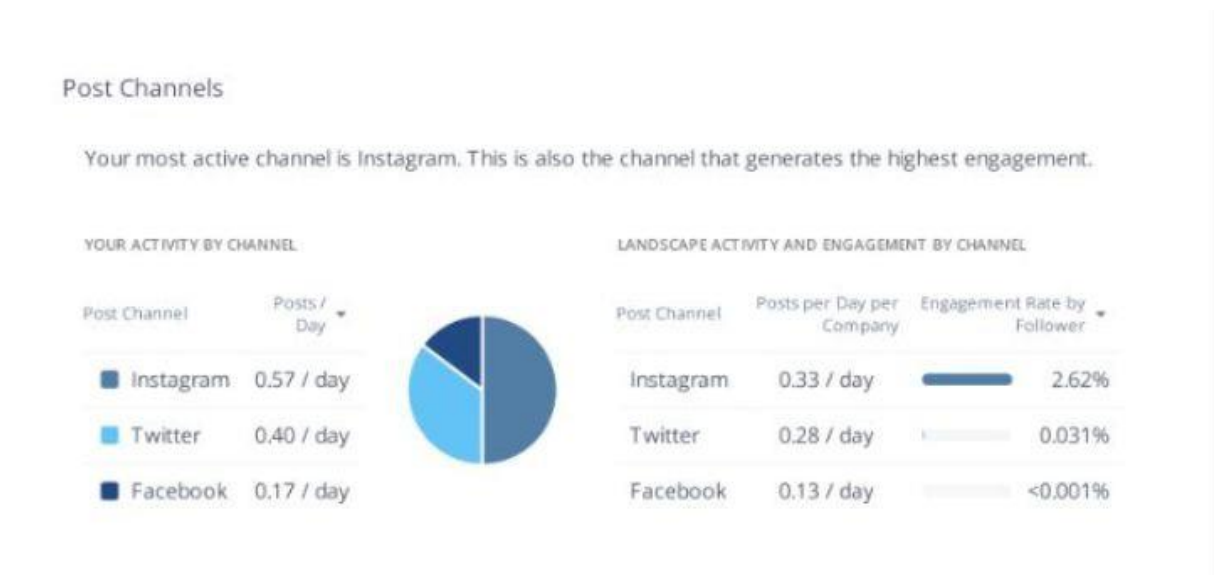 Post Channels
Your most active channel is Instagram. This is also the channel that generates the highest engagement.
YOUR ACTIVITY BY CHANNEL
Post Channel
Posts /
Day
Instagram 0.57 / day
Twitter 0.40 / day
Facebook 0.17 / day
LANDSCAPE ACTIVITY AND ENGAGEMENT BY CHANNEL
Post Channel
Posts per Day per
Company
Engagement Rate by
Follower
Instagram 0.33 / day 2.62%
Twitter 0.28 / day 0.031%
Facebook 0.13 / day <0.001%